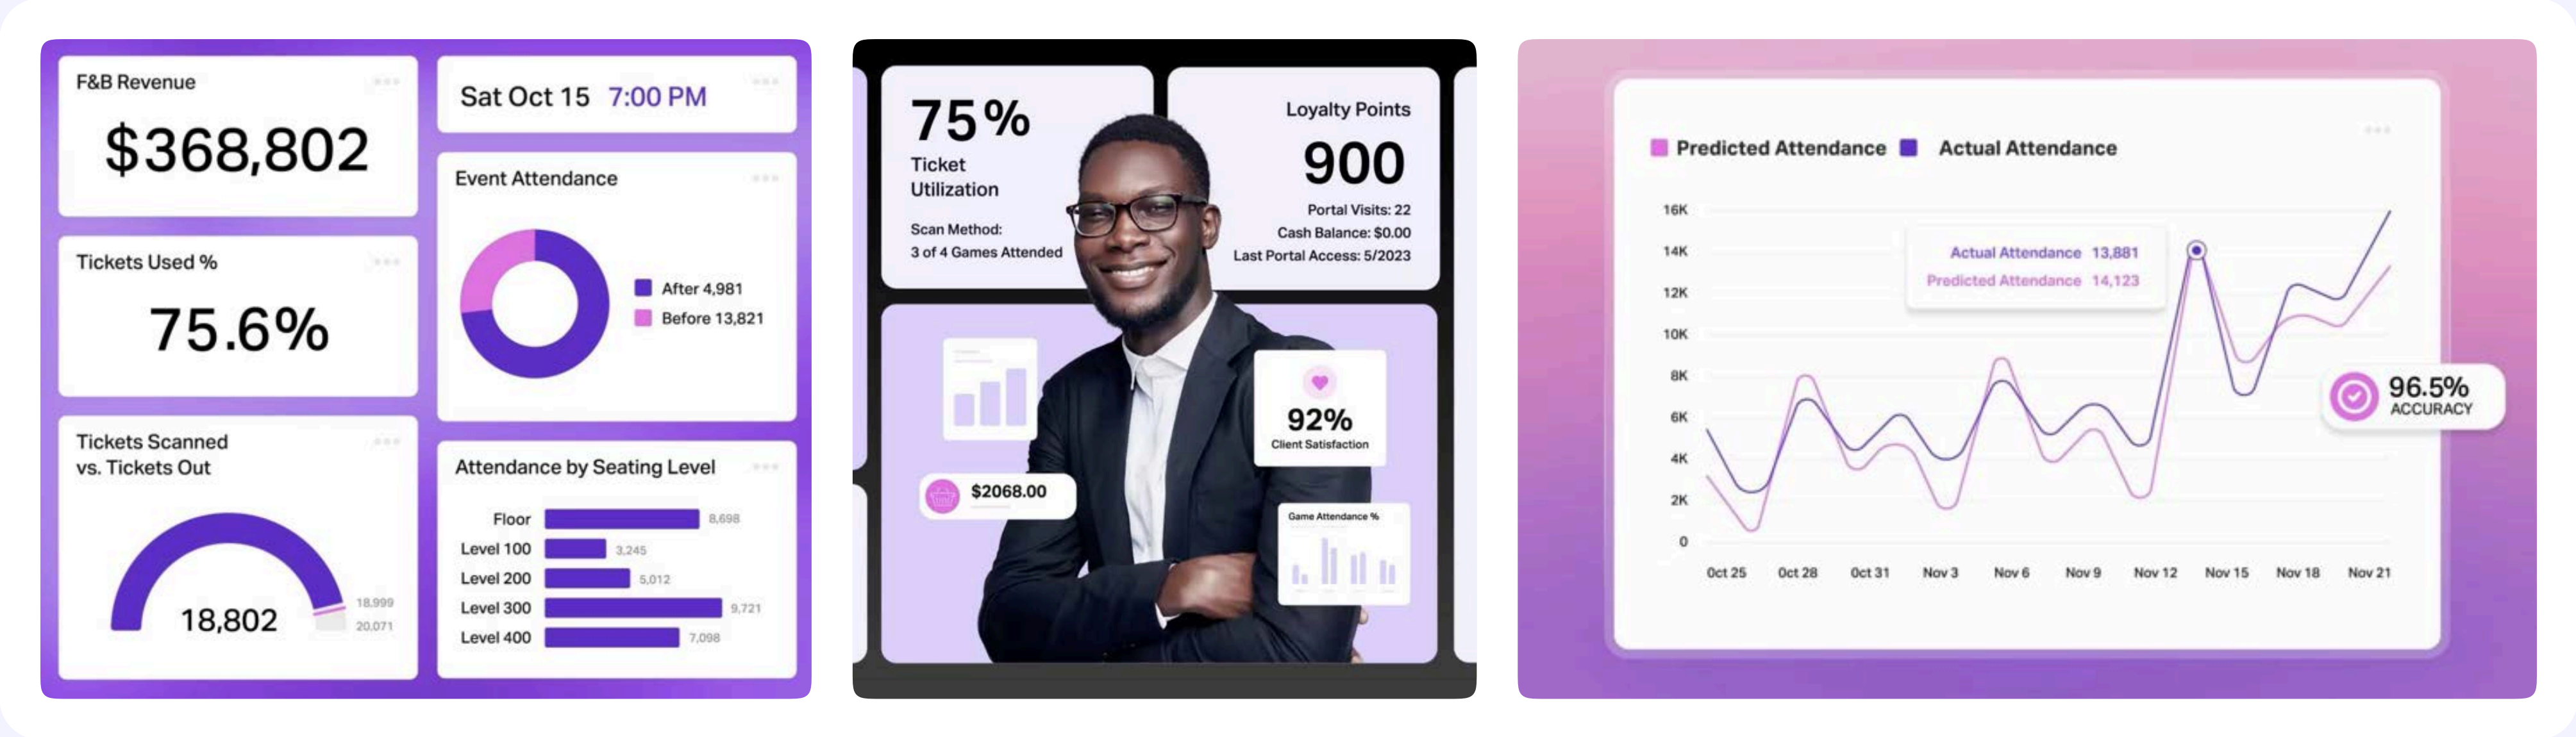 F&B Revenue
$368,802
Tickets Used %
75.6%
Tickets Scanned
vs. Tickets Out
18,802
18,999
20,071
Sat Oct 15 7:00 PM
Event Attendance
After 4,981
Before 13,821
Attendance by Seating Level
Floor 8,698
Level 100 3,245
Level 200 5,012
Level 300 9,721
Level 400 7,098
75%
Ticket
Utilization
Scan Method:
3 of 4 Games Attended
Loyalty Points
900
Portal Visits: 22
Cash Balance: $0.00
Last Portal Access: 5/2023
92%
Client Satisfaction
$2068.00
Game Attendance %
Predicted Attendance Actual Attendance
16K
14K
12K
10K
8K
6K
4K
2K
0
Actual Attendance 13,881
Predicted Attendance 14,123
96.5%
ACCURACY
Oct 25 Oct 28 Oct 31 Nov 3 Nov 6 Nov 9 Nov 12 Nov 15 Nov 18 Nov 21